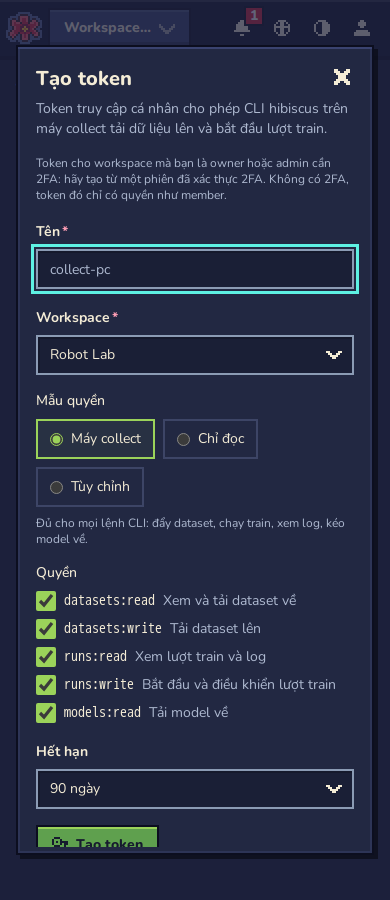 Workspace...
1
Tạo token
Token truy cập cá nhân cho phép CLI hibiscus trên
máy collect tải dữ liệu lên và bắt đầu lượt train.
Token cho workspace mà bạn là owner hoặc admin cần
2FA: hãy tạo từ một phiên đã xác thực 2FA. Không có 2FA,
token đó chỉ có quyền như member.
Tên*
collect-pc
Workspace*
Robot Lab
Mẫu quyền
Máy collect
Chỉ đọc
Tùy chỉnh
Đủ cho mọi lệnh CLI: đẩy dataset, chạy train, xem log, kéo
model về.
Quyền
datasets:read Xem và tải dataset về
datasets:write Tải dataset lên
runs:read Xem lượt train và log
runs:write Bắt đầu và điều khiển lượt train
models:read Tải model về
Hết hạn
90 ngày
Tạo token